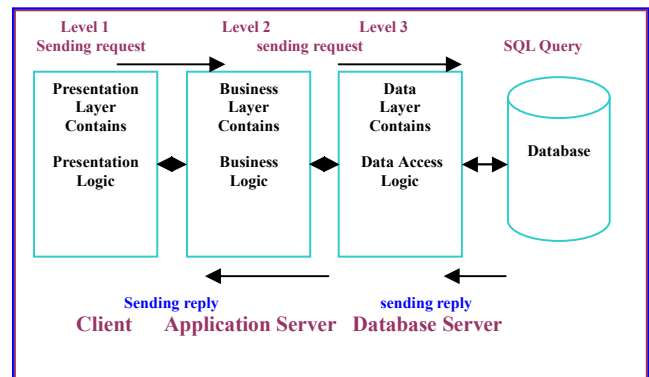 Level 1
Level 2
Level 3
Sending request
sending request
SQL Query
Presentation
Layer
Contains
Presentation
Logic
Business
Layer
Contains
Business
Logic
Data
Layer
Contains
Data Access
Logic
Database
Sending reply
sending reply
Client
Application Server
Database Server